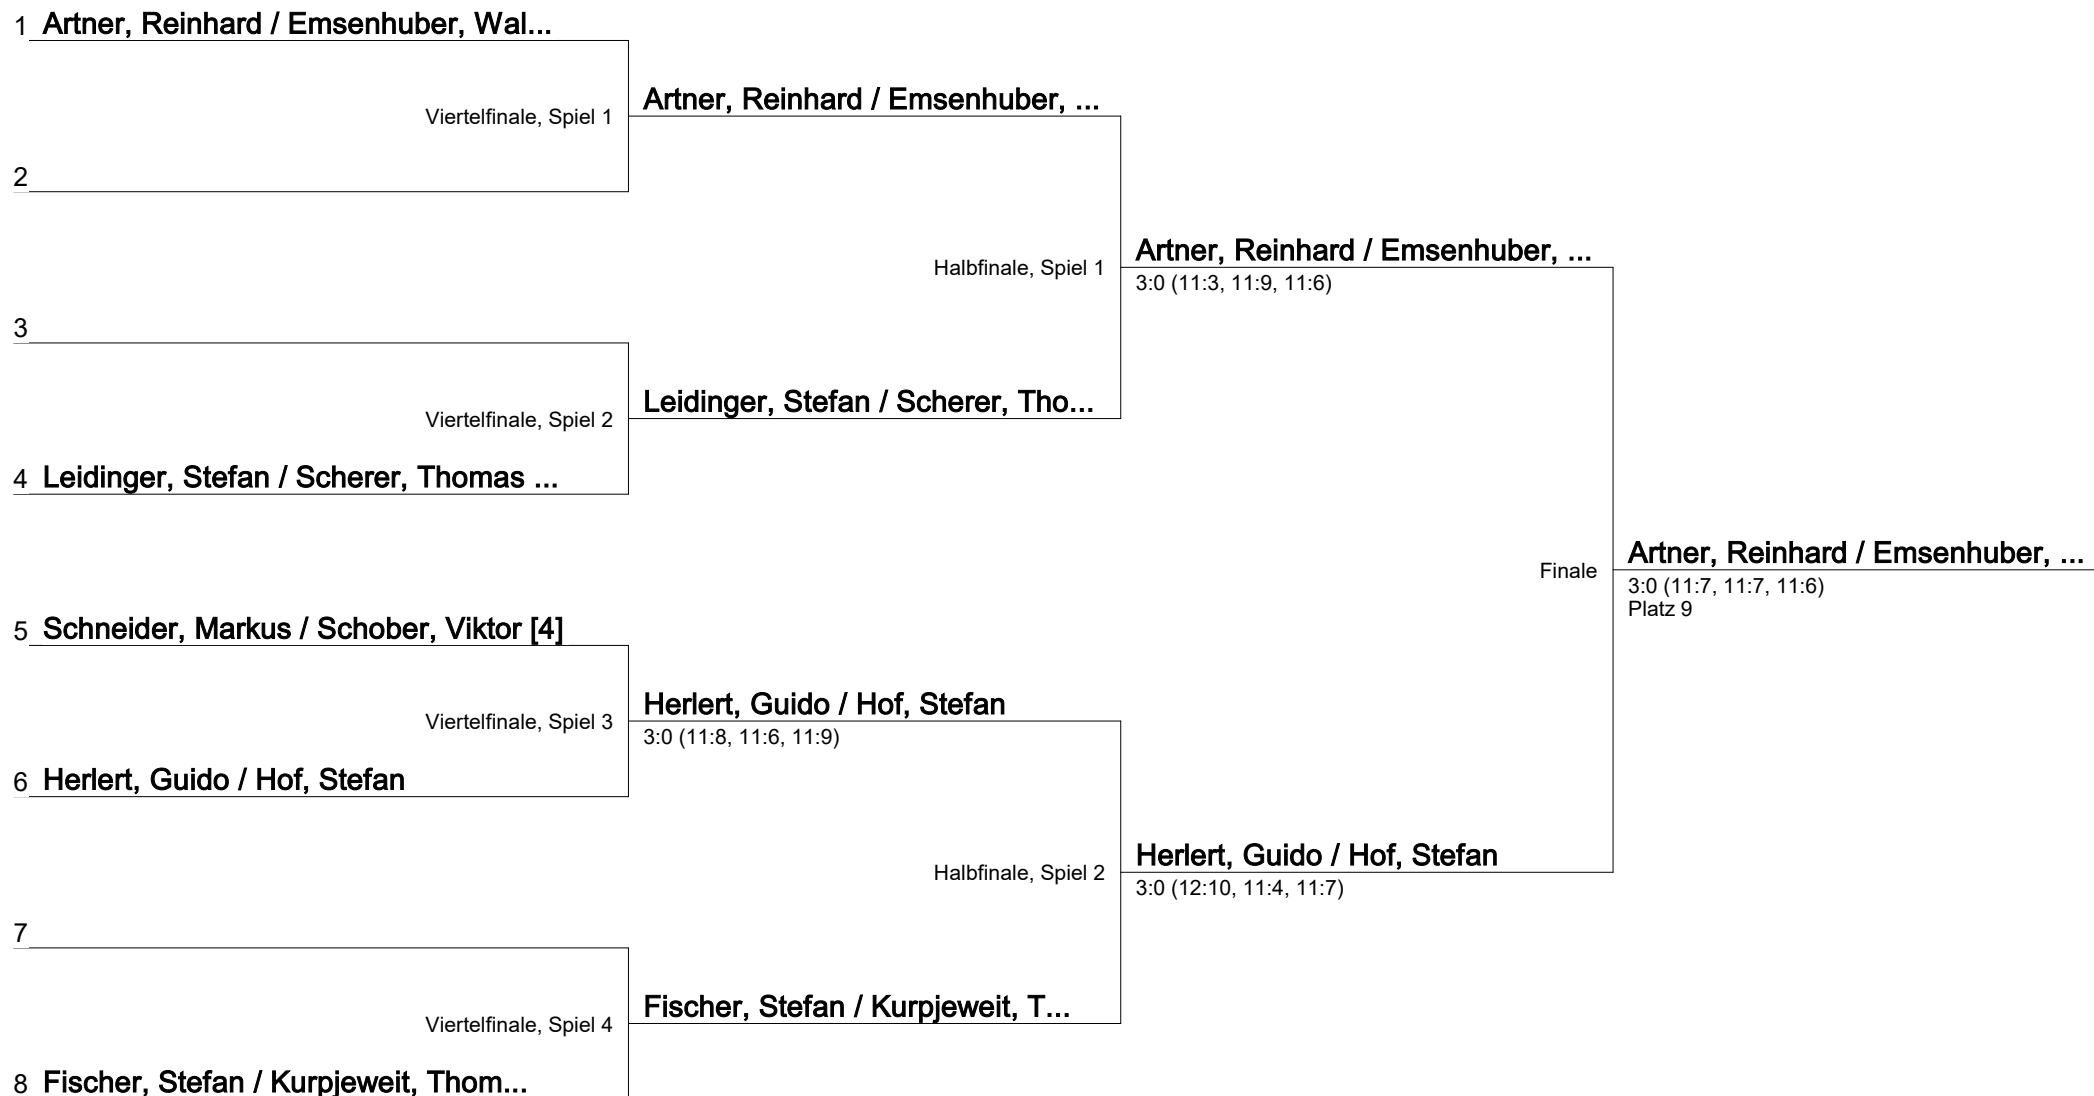 1 Artner, Reinhard / Emsenhuber, Wal...
Artner, Reinhard / Emsenhuber, ...
Viertelfinale, Spiel 1
2
Artner, Reinhard / Emsenhuber, ...
Halbfinale, Spiel 1
3:0 (11:3, 11:9, 11:6)
3
Leidinger, Stefan / Scherer, Tho...
Viertelfinale, Spiel 2
4 Leidinger, Stefan / Scherer, Thomas ...
Artner, Reinhard / Emsenhuber, ...
Finale
3:0 (11:7, 11:7, 11:6)
Platz 9
5 Schneider, Markus / Schober, Viktor [4]
Herlert, Guido / Hof, Stefan
Viertelfinale, Spiel 3
3:0 (11:8, 11:6, 11:9)
6 Herlert, Guido / Hof, Stefan
Herlert, Guido / Hof, Stefan
Halbfinale, Spiel 2
3:0 (12:10, 11:4, 11:7)
7
Fischer, Stefan / Kurpjeweit, T...
Viertelfinale, Spiel 4
8 Fischer, Stefan / Kurpjeweit, Thom...